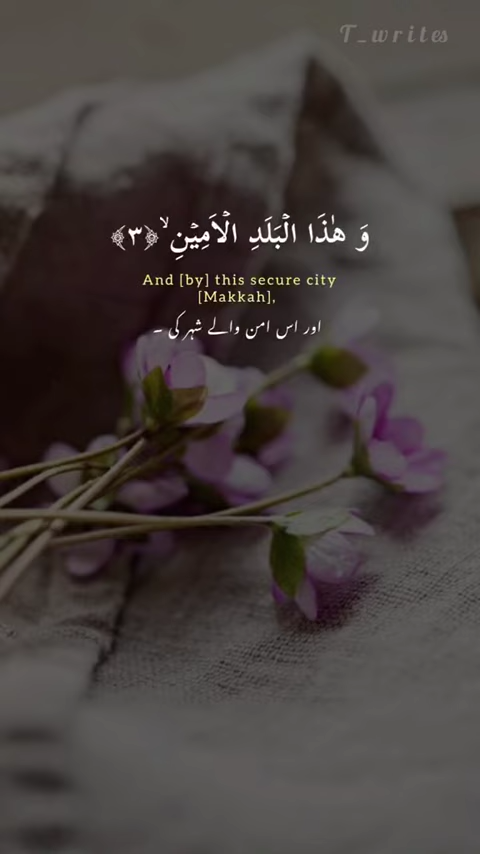 T_writes
وَ هٰذَا الْبَلَدِ الْاَمِیْنِ ۙ﴿۳﴾
And [by] this secure city
[Makkah],
اور اس امن والے شہر کی ۔